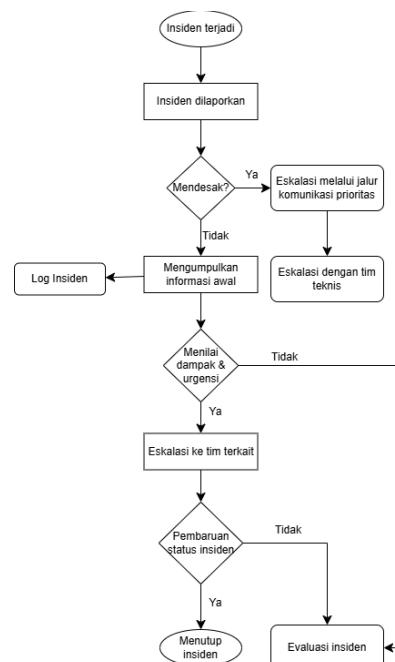 Insiden terjadi
Insiden dilaporkan
Mendesak?
Ya
Eskalasi melalui jalur
komunikasi prioritas
Tidak
Log Insiden
Mengumpulkan
informasi awal
Eskalasi dengan tim
teknis
Menilai
dampak &
urgensi
Tidak
Ya
Eskalasi ke tim terkait
Pembaruan
status insiden
Tidak
Ya
Menutup
insiden
Evaluasi insiden